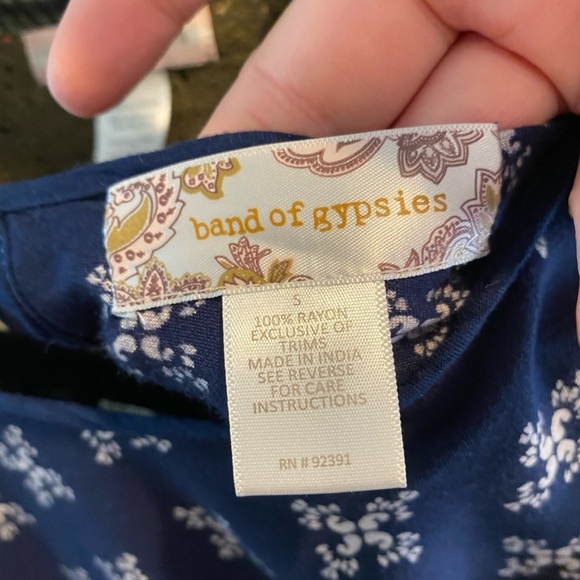 band of gypsies
S
100% RAYON
EXCLUSIVE OF
TRIMS
MADE IN INDIA
SEE REVERSE
FOR CARE
INSTRUCTIONS
RN # 92391